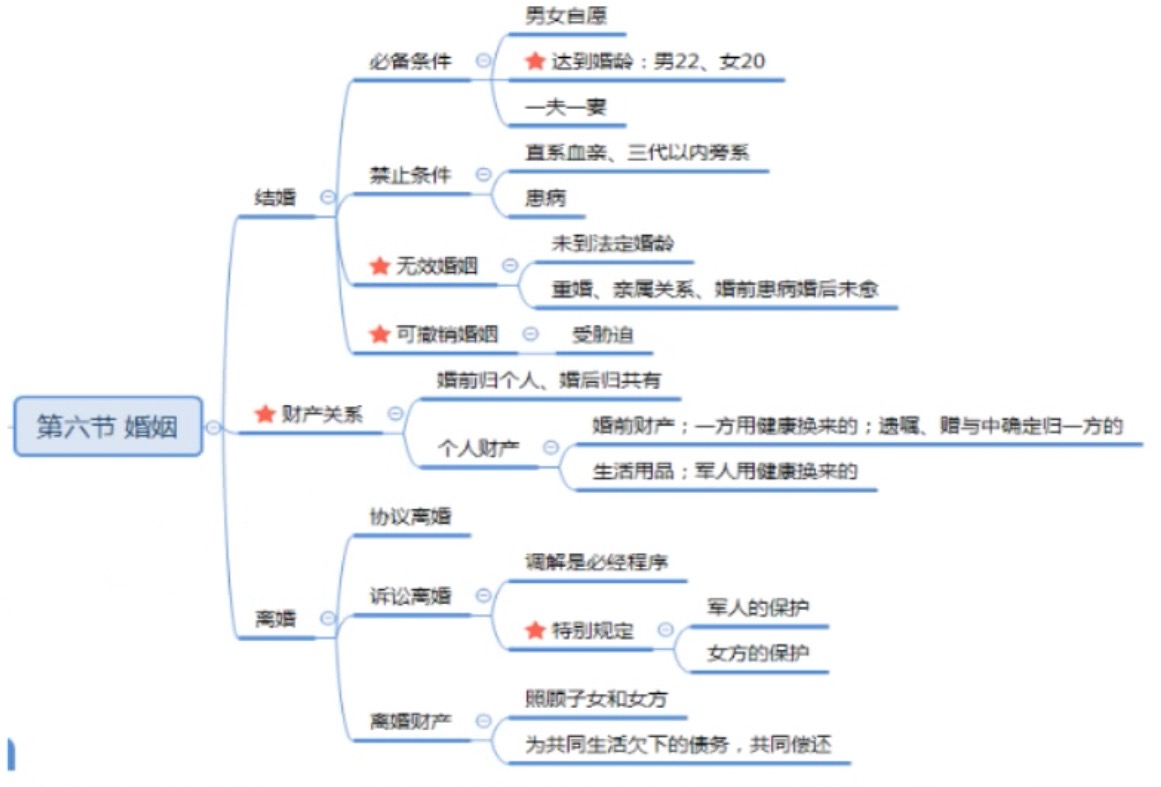 男女自愿
必备条件
达到婚龄：男22、女20
一夫一妻
直系血亲、三代以内旁系
禁止条件
患病
结婚
未到法定婚龄
无效婚姻
重婚、亲属关系、婚前患病婚后未愈
可撤销婚姻
受胁迫
婚前归个人、婚后归共有
财产关系
第六节 婚姻
婚前财产；一方用健康换来的；遗嘱、赠与中确定归一方的
个人财产
生活用品；军人用健康换来的
协议离婚
调解是必经程序
诉讼离婚
军人的保护
特别规定
女方的保护
离婚
照顾子女和女方
离婚财产
为共同生活欠下的债务，共同偿还